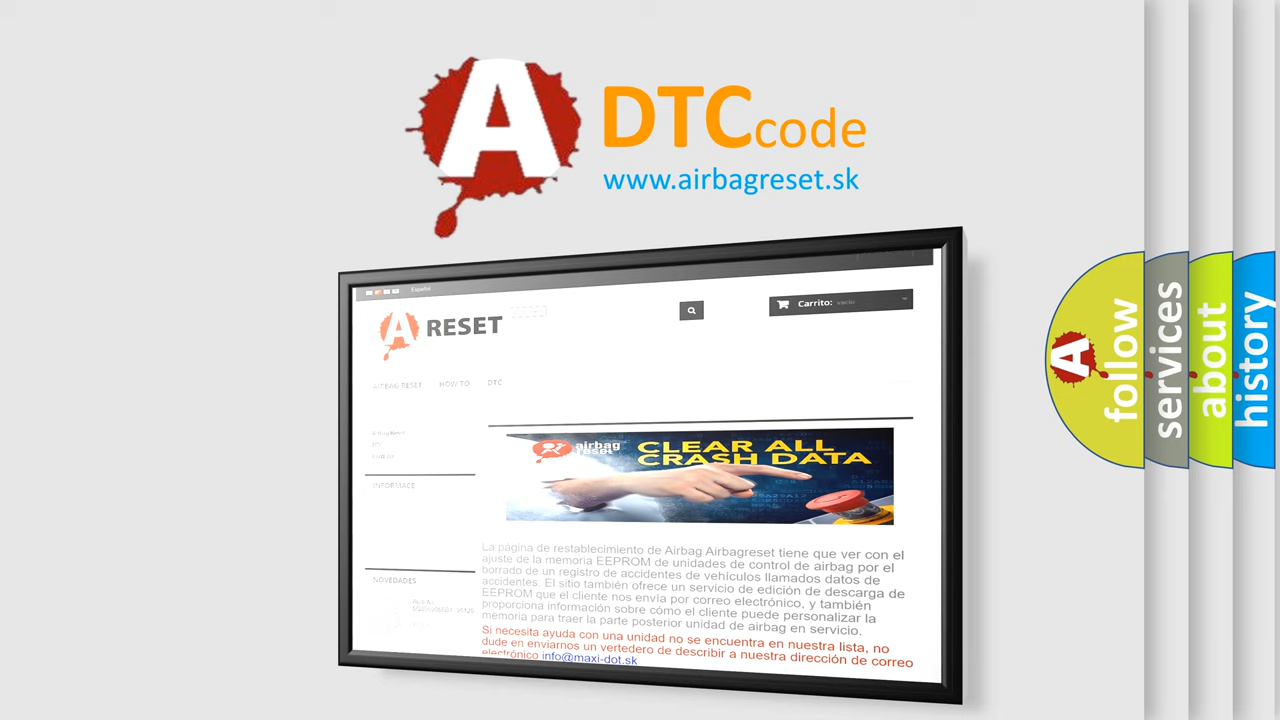 A
DTCcode
www.airbagreset.sk
Español
A RESET
Carrito: vacío
AIRBAG RESET HOW TO DTC
Airbag Reset
DTC
INFORMACE
airbag
reset
CLEAR ALL
CRASH DATA
La página de restablecimiento de Airbag Airbagreset tiene que ver con el
ajuste de la memoria EEPROM de unidades de control de airbag por el
borrado de un registro de accidentes de vehículos llamados datos de
accidentes. El sitio también ofrece un servicio de edición de descarga de
EEPROM que el cliente nos envía por correo electrónico, y también
proporciona información sobre cómo el cliente puede personalizar la
memoria para traer la parte posterior unidad de airbag en servicio.
Si necesita ayuda con una unidad no se encuentra en nuestra lista, no
dude en enviarnos un vertedero de describir a nuestra dirección de correo
electrónico info@maxi-dot.sk
NOVEDADES
A
follow
services
about
history